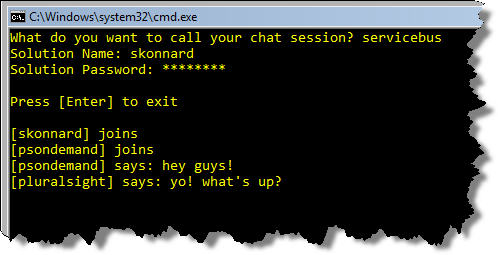 C:\Windows\system32\cmd.exe
What do you want to call your chat session? servicebus
Solution Name: skonnard
Solution Password: ********
Press [Enter] to exit
[skonnard] joins
[psondemand] joins
[psondemand] says: hey guys!
[pluralsight] says: yo! what's up?